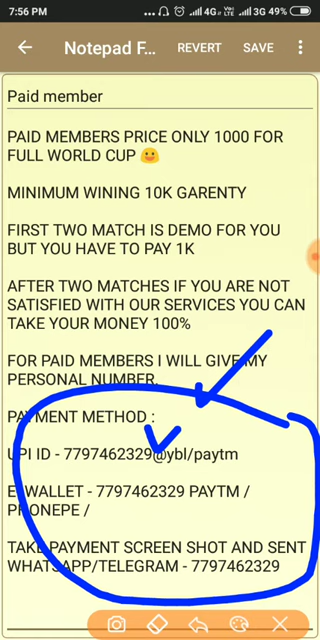 7:56 PM ... 4G VoLTE 3G 49%
Notepad F... REVERT SAVE
Paid member
PAID MEMBERS PRICE ONLY 1000 FOR
FULL WORLD CUP 😛
MINIMUM WINING 10K GARENTY
FIRST TWO MATCH IS DEMO FOR YOU
BUT YOU HAVE TO PAY 1K
AFTER TWO MATCHES IF YOU ARE NOT
SATISFIED WITH OUR SERVICES YOU CAN
TAKE YOUR MONEY 100%
FOR PAID MEMBERS I WILL GIVE MY
PERSONAL NUMBER.
PAYMENT METHOD :
UPI ID - 7797462329@ybl/paytm
E WALLET - 7797462329 PAYTM /
PHONEPE /
TAKE PAYMENT SCREEN SHOT AND SENT
WHATSAPP/TELEGRAM - 7797462329